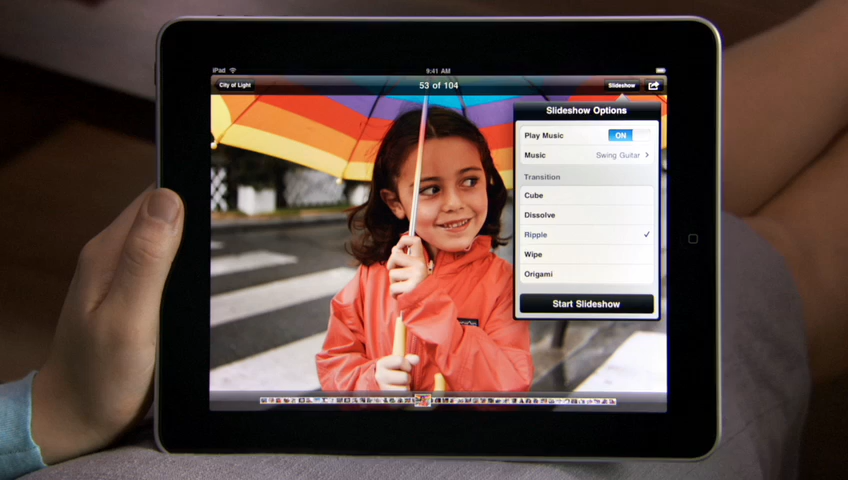 iPad 9:41 AM
City of Light 53 of 104 Slideshow
Slideshow Options
Play Music ON
Music Swing Guitar
Transition
Cube
Dissolve
Ripple
Wipe
Origami
Start Slideshow